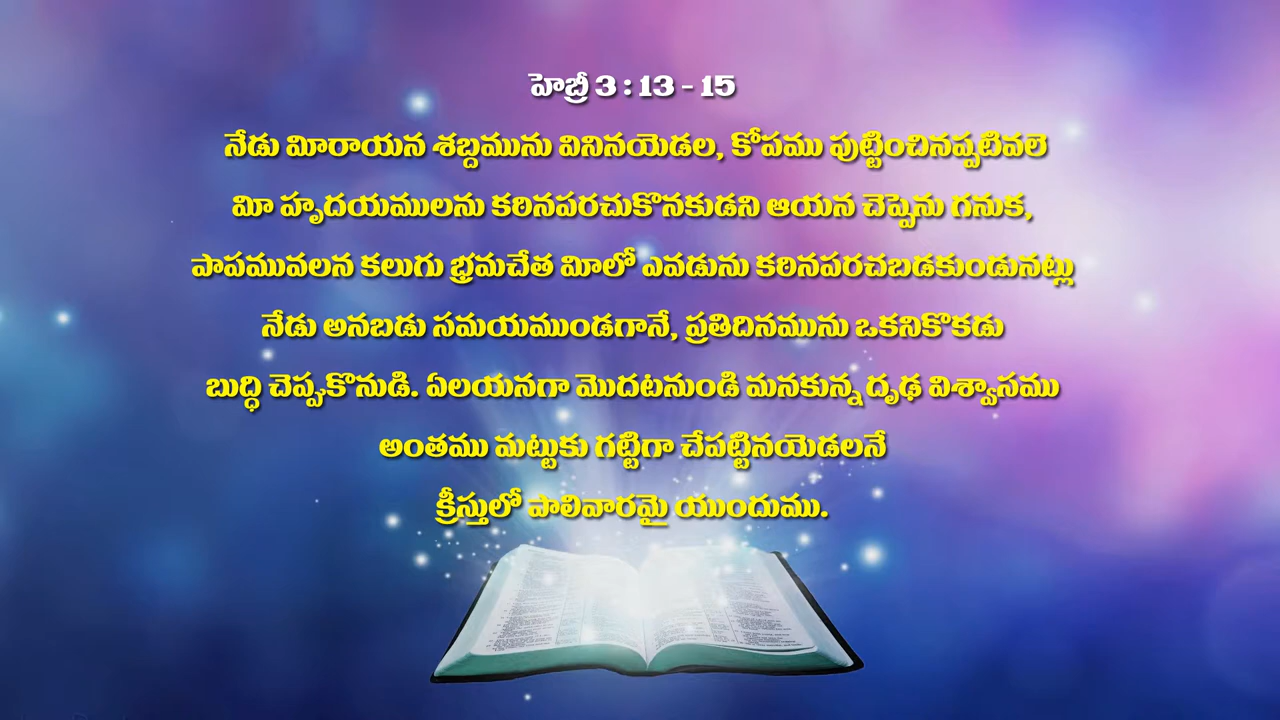 హెబ్రీ 3 : 13 - 15
నేడు మీరాయన శబ్దమును వినినయెడల, కోపము పుట్టించినప్పటివలె
మీ హృదయములను కఠినపరచుకొనకుడని ఆయన చెప్పెను గనుక,
పాపమువలన కలుగు భ్రమచేత మీలో ఎవడును కఠినపరచబడకుండునట్లు
నేడు అనబడు సమయముండగానే, ప్రతిదినమును ఒకనికొకడు
బుద్ధి చెప్పుకొనుడి. ఏలయనగా మొదటనుండి మనకున్న దృఢ విశ్వాసము
అంతము మట్టుకు గట్టిగా చేపట్టినయెడలనే
క్రీస్తులో పాలివారమై యుందుము.